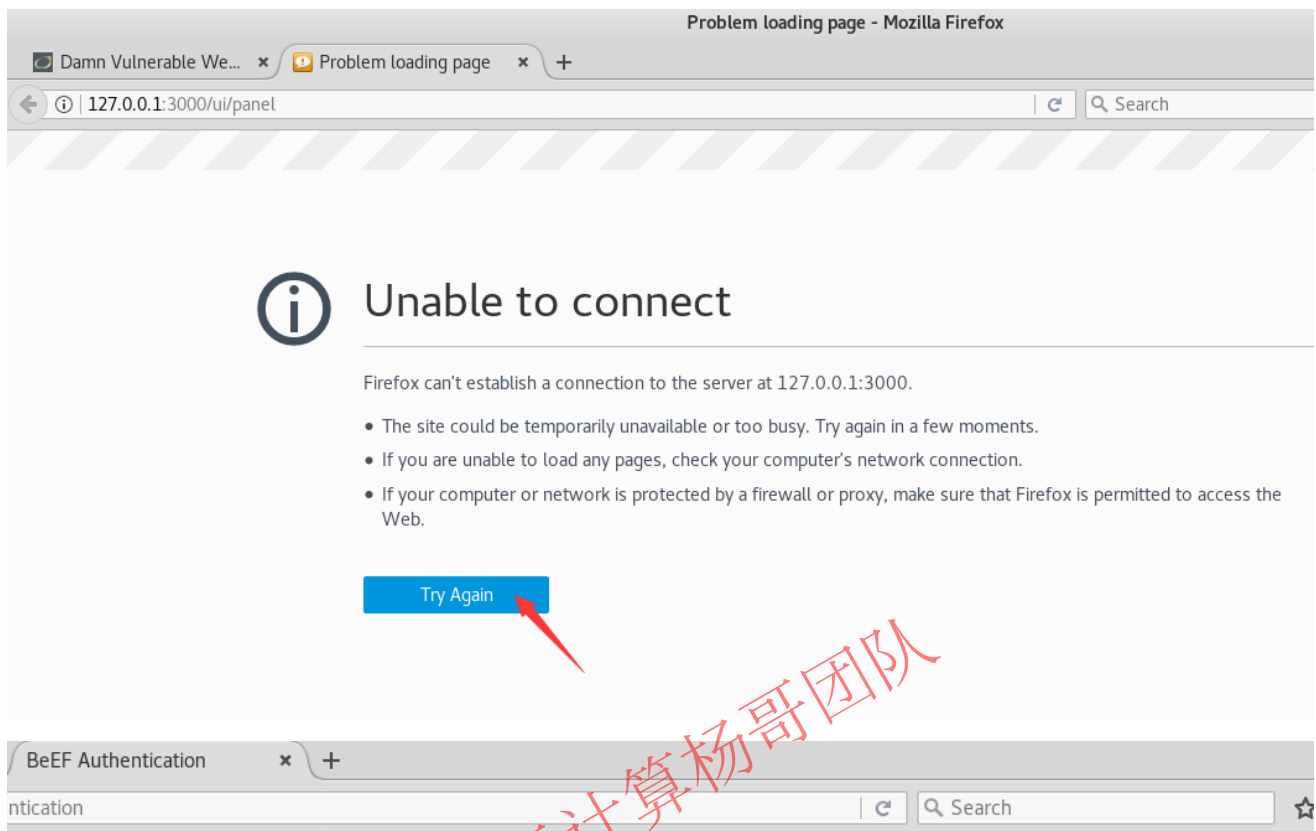 Problem loading page - Mozilla Firefox
Damn Vulnerable We...
Problem loading page
127.0.0.1:3000/ui/panel
Search
Unable to connect
Firefox can't establish a connection to the server at 127.0.0.1:3000.
• The site could be temporarily unavailable or too busy. Try again in a few moments.
• If you are unable to load any pages, check your computer's network connection.
• If your computer or network is protected by a firewall or proxy, make sure that Firefox is permitted to access the
Web.
Try Again
计算杨哥团队
BeEF Authentication
ntication
Search